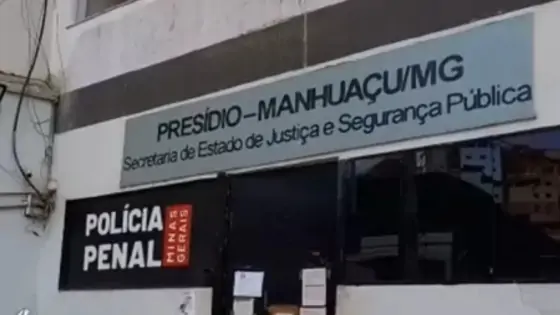 PRESÍDIO-MANHUAÇU/MG
Secretaria de Estado de Justiça e Segurança Pública
POLÍCIA
PENAL
MINAS
GERAIS